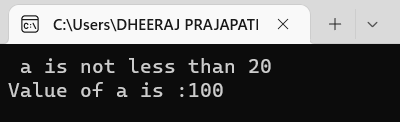 C:\Users\DHEERAJ PRAJAPATI
a is not less than 20
Value of a is :100